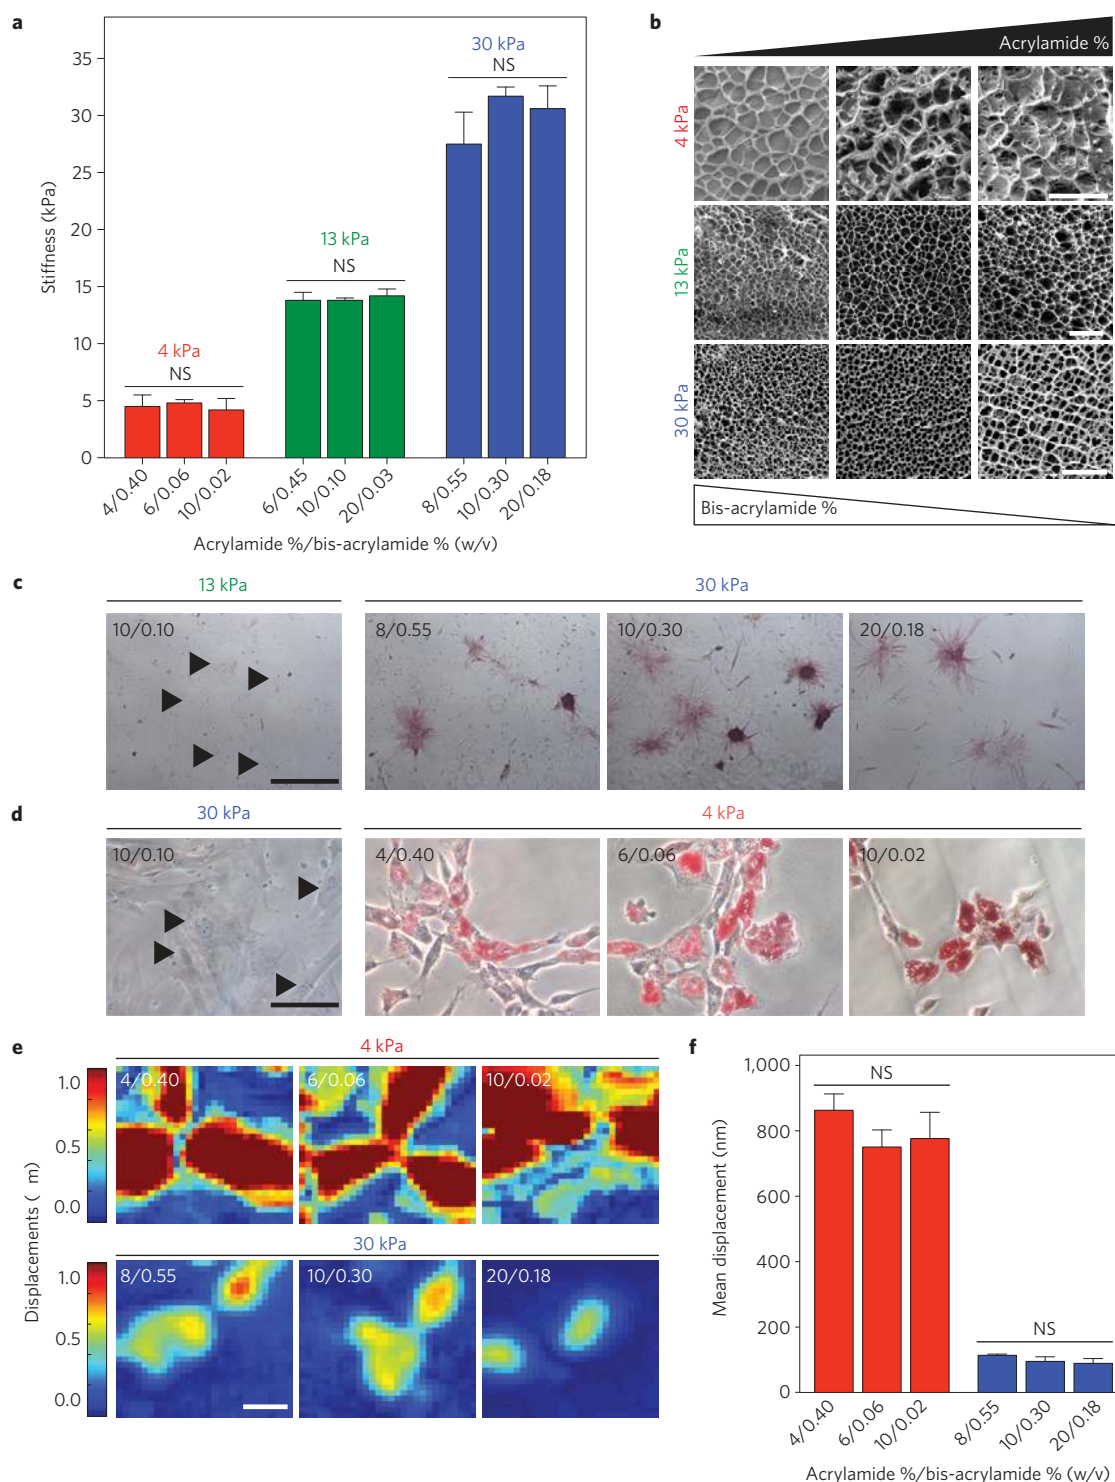 a
35
30
25
20
15
10
5
0
Stiffness (kPa)
4 kPa
NS
13 kPa
NS
30 kPa
NS
4/0.40
6/0.06
10/0.02
6/0.45
10/0.10
20/0.03
8/0.55
10/0.30
20/0.18
Acrylamide %/bis-acrylamide % (w/v)
b
Acrylamide %
4 kPa
13 kPa
30 kPa
Bis-acrylamide %
c
13 kPa
30 kPa
10/0.10
8/0.55
10/0.30
20/0.18
d
30 kPa
4 kPa
10/0.10
4/0.40
6/0.06
10/0.02
e
4 kPa
1.0
0.5
0.0
4/0.40
6/0.06
10/0.02
Displacements ( m)
30 kPa
1.0
0.5
0.0
8/0.55
10/0.30
20/0.18
f
1,000
800
600
400
200
0
Mean displacement (nm)
NS
NS
4/0.40
6/0.06
10/0.02
8/0.55
10/0.30
20/0.18
Acrylamide %/bis-acrylamide % (w/v)